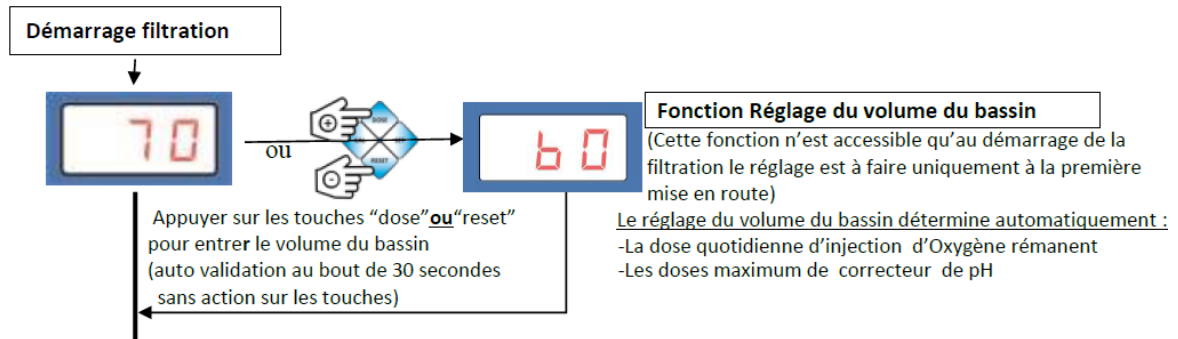 Démarrage filtration
70
ou
DOSE
RESET
b0
Fonction Réglage du volume du bassin
(Cette fonction n’est accessible qu’au démarrage de la
filtration le réglage est à faire uniquement à la première
mise en route)
Le réglage du volume du bassin détermine automatiquement :
-La dose quotidienne d’injection d’Oxygène rémanent
-Les doses maximum de correcteur de pH
Appuyer sur les touches “dose”ou“reset”
pour entrer le volume du bassin
(auto validation au bout de 30 secondes
sans action sur les touches)